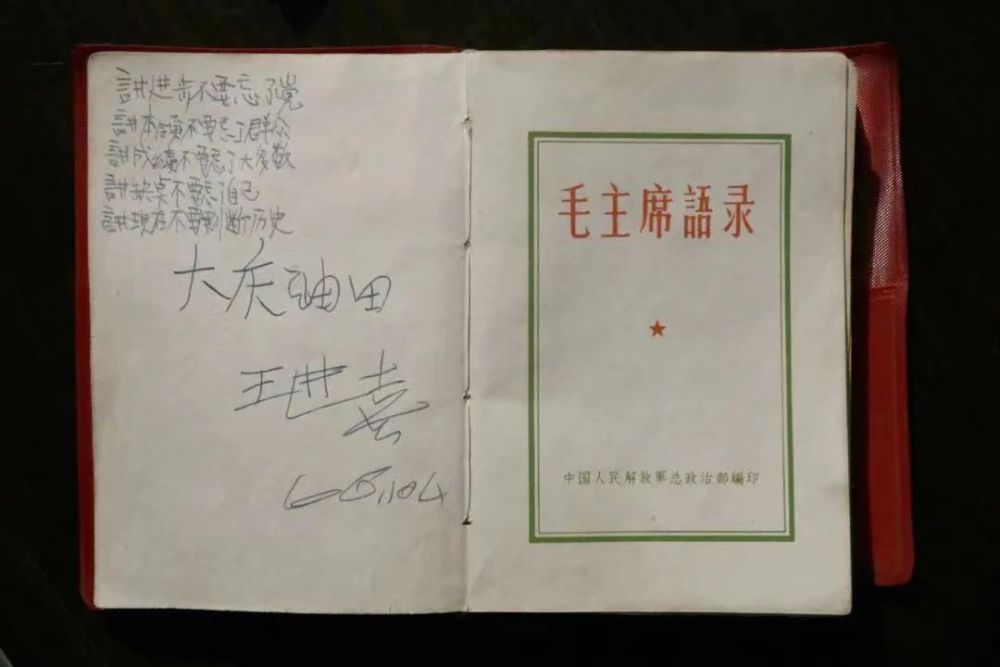 讲进步不要忘了党
讲本领不要忘了群众
讲成绩不要忘了大多数
讲缺点不要忘了自己
讲现在不要割断历史
大庆油田
王进喜
66.104
毛主席語录
中国人民解放軍总政治部編印